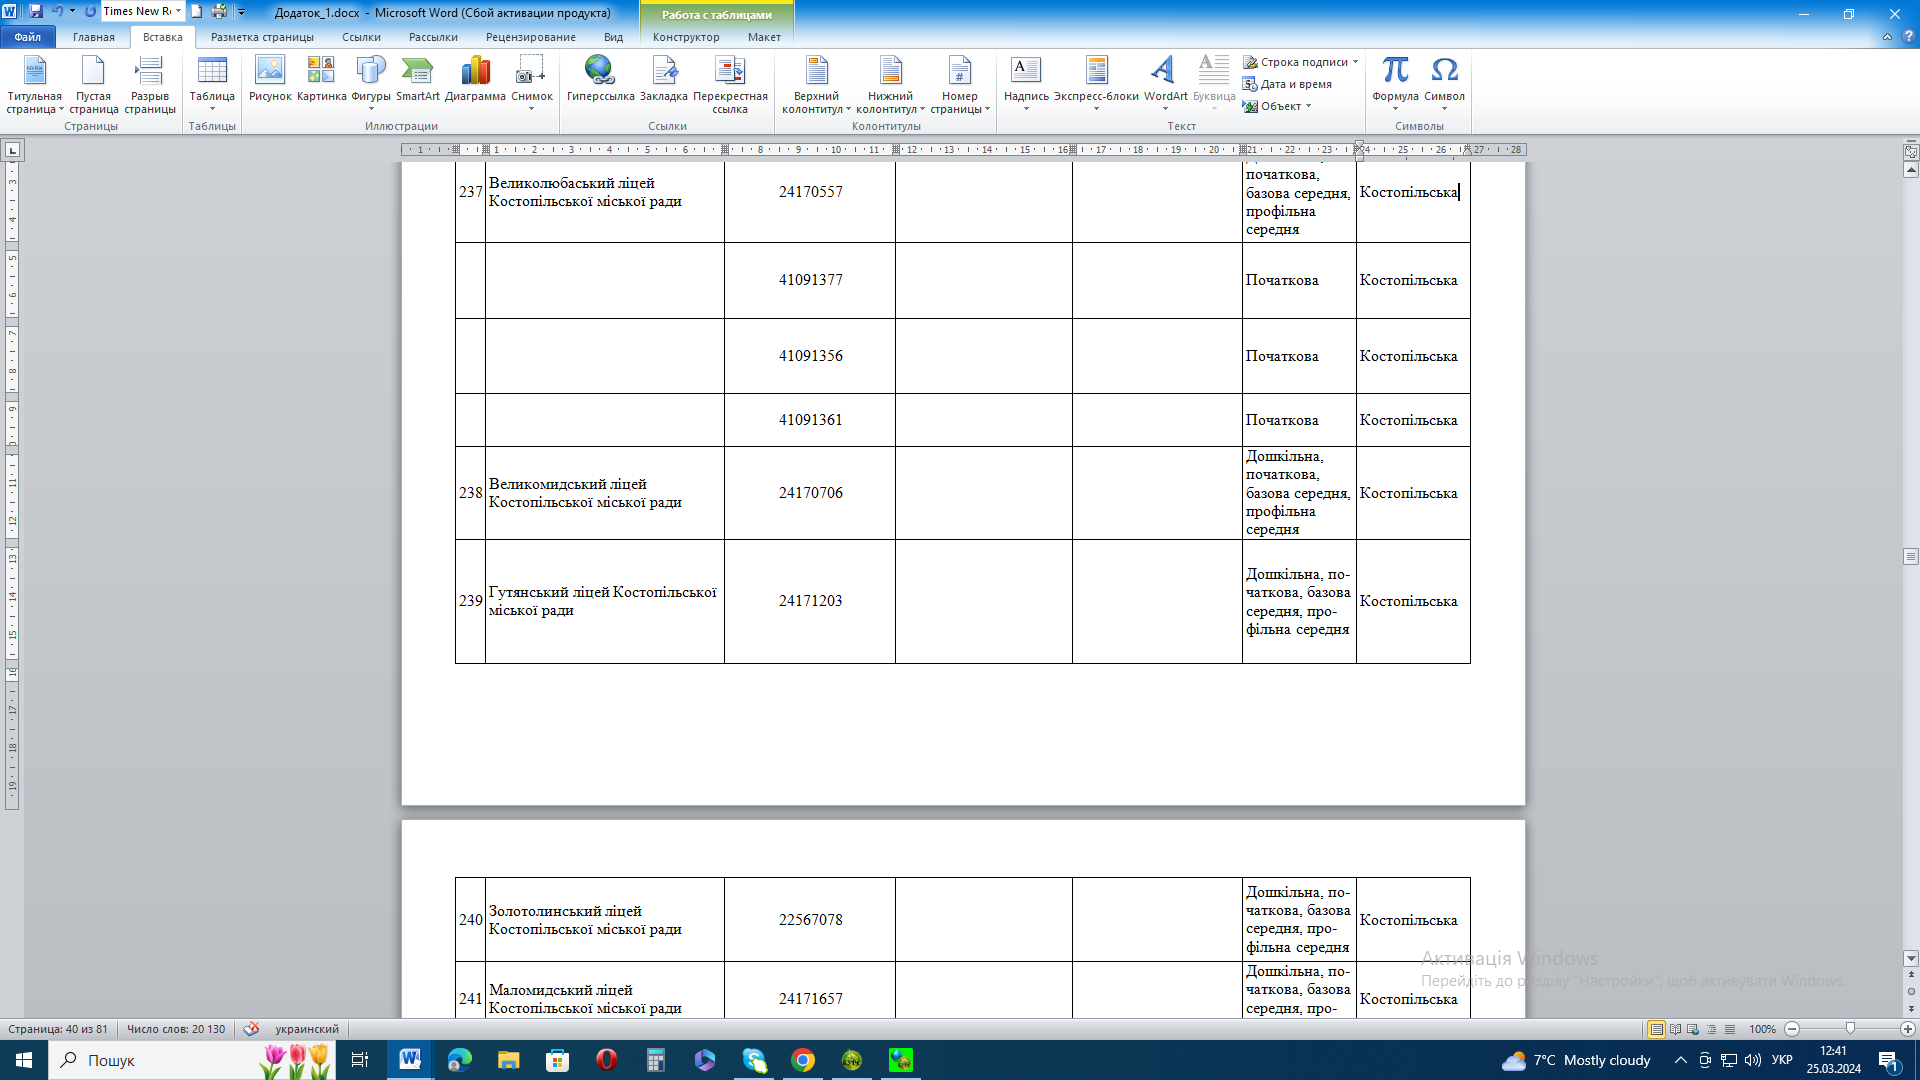 Times New R
Додаток_1.docx - Microsoft Word (Сбой активации продукта)
Работа с таблицами
Файл Главная Вставка Разметка страницы Ссылки Рассылки Рецензирование Вид Конструктор Макет
Титульная страница Пустая страница Разрыв страницы Таблица Рисунок Картинка Фигуры SmartArt Диаграмма Снимок Гиперссылка Закладка Перекрестная ссылка Верхний колонтитул Нижний колонтитул Номер страницы Надпись Экспресс-блоки WordArt Буквица Строка подписи Дата и время Объект Формула Символ
Страницы Таблицы Иллюстрации Ссылки Колонтитулы Текст Символы
237 Великолюбаський ліцей Костопільської міської ради 24170557 початкова, базова середня, профільна середня Костопільська
41091377 Початкова Костопільська
41091356 Початкова Костопільська
41091361 Початкова Костопільська
238 Великомидський ліцей Костопільської міської ради 24170706 Дошкільна, початкова, базова середня, профільна середня Костопільська
239 Гутянський ліцей Костопільської міської ради 24171203 Дошкільна, по-чаткова, базова середня, про-фільна середня Костопільська
240 Золотолинський ліцей Костопільської міської ради 22567078 Дошкільна, по-чаткова, базова середня, про-фільна середня Костопільська
241 Маломидський ліцей Костопільської міської ради 24171657 Дошкільна, по-чаткова, базова середня, про- Костопільська
Активація Windows
Перейдіть до розділу "Настройки", щоб активувати Windows.
Страница: 40 из 81 Число слов: 20 130 украинский 100%
Пошук 7°C Mostly cloudy УКР 12:41
25.03.2024